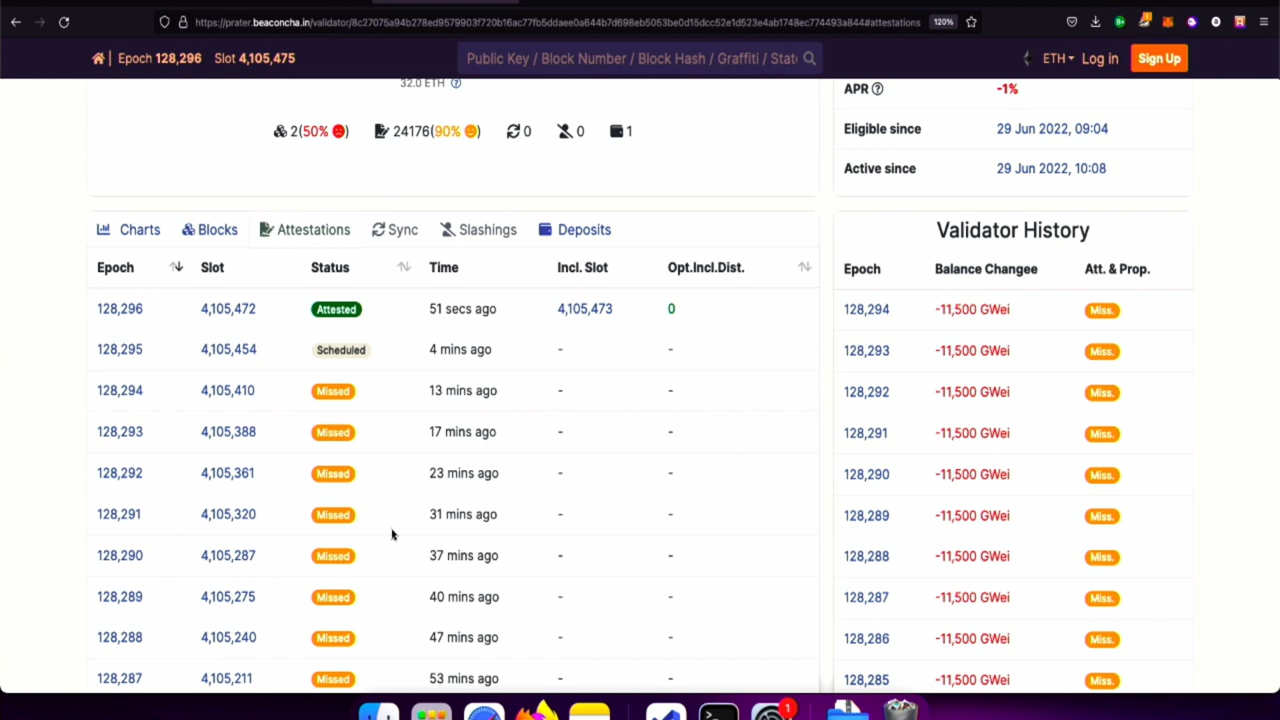 https://prater.beaconcha.in/validator/8c27075a94b278ed9579903f720b16ac77fb5ddaee0a644b7d698eb5053be0d15dcc52e1d523e4ab1748ec774493a844#attestations 120%
Epoch 128,296 Slot 4,105,475 Public Key / Block Number / Block Hash / Graffiti / State ETH Log in Sign Up
32.0 ETH
2(50%) 24176(90%) 0 0 1
APR -1%
Eligible since 29 Jun 2022, 09:04
Active since 29 Jun 2022, 10:08
Charts Blocks Attestations Sync Slashings Deposits
Epoch Slot Status Time Incl. Slot Opt.Incl.Dist.
128,296 4,105,472 Attested 51 secs ago 4,105,473 0
128,295 4,105,454 Scheduled 4 mins ago - -
128,294 4,105,410 Missed 13 mins ago - -
128,293 4,105,388 Missed 17 mins ago - -
128,292 4,105,361 Missed 23 mins ago - -
128,291 4,105,320 Missed 31 mins ago - -
128,290 4,105,287 Missed 37 mins ago - -
128,289 4,105,275 Missed 40 mins ago - -
128,288 4,105,240 Missed 47 mins ago - -
128,287 4,105,211 Missed 53 mins ago - -
Validator History
Epoch Balance Changee Att. & Prop.
128,294 -11,500 GWei Miss.
128,293 -11,500 GWei Miss.
128,292 -11,500 GWei Miss.
128,291 -11,500 GWei Miss.
128,290 -11,500 GWei Miss.
128,289 -11,500 GWei Miss.
128,288 -11,500 GWei Miss.
128,287 -11,500 GWei Miss.
128,286 -11,500 GWei Miss.
128,285 -11,500 GWei Miss.
1